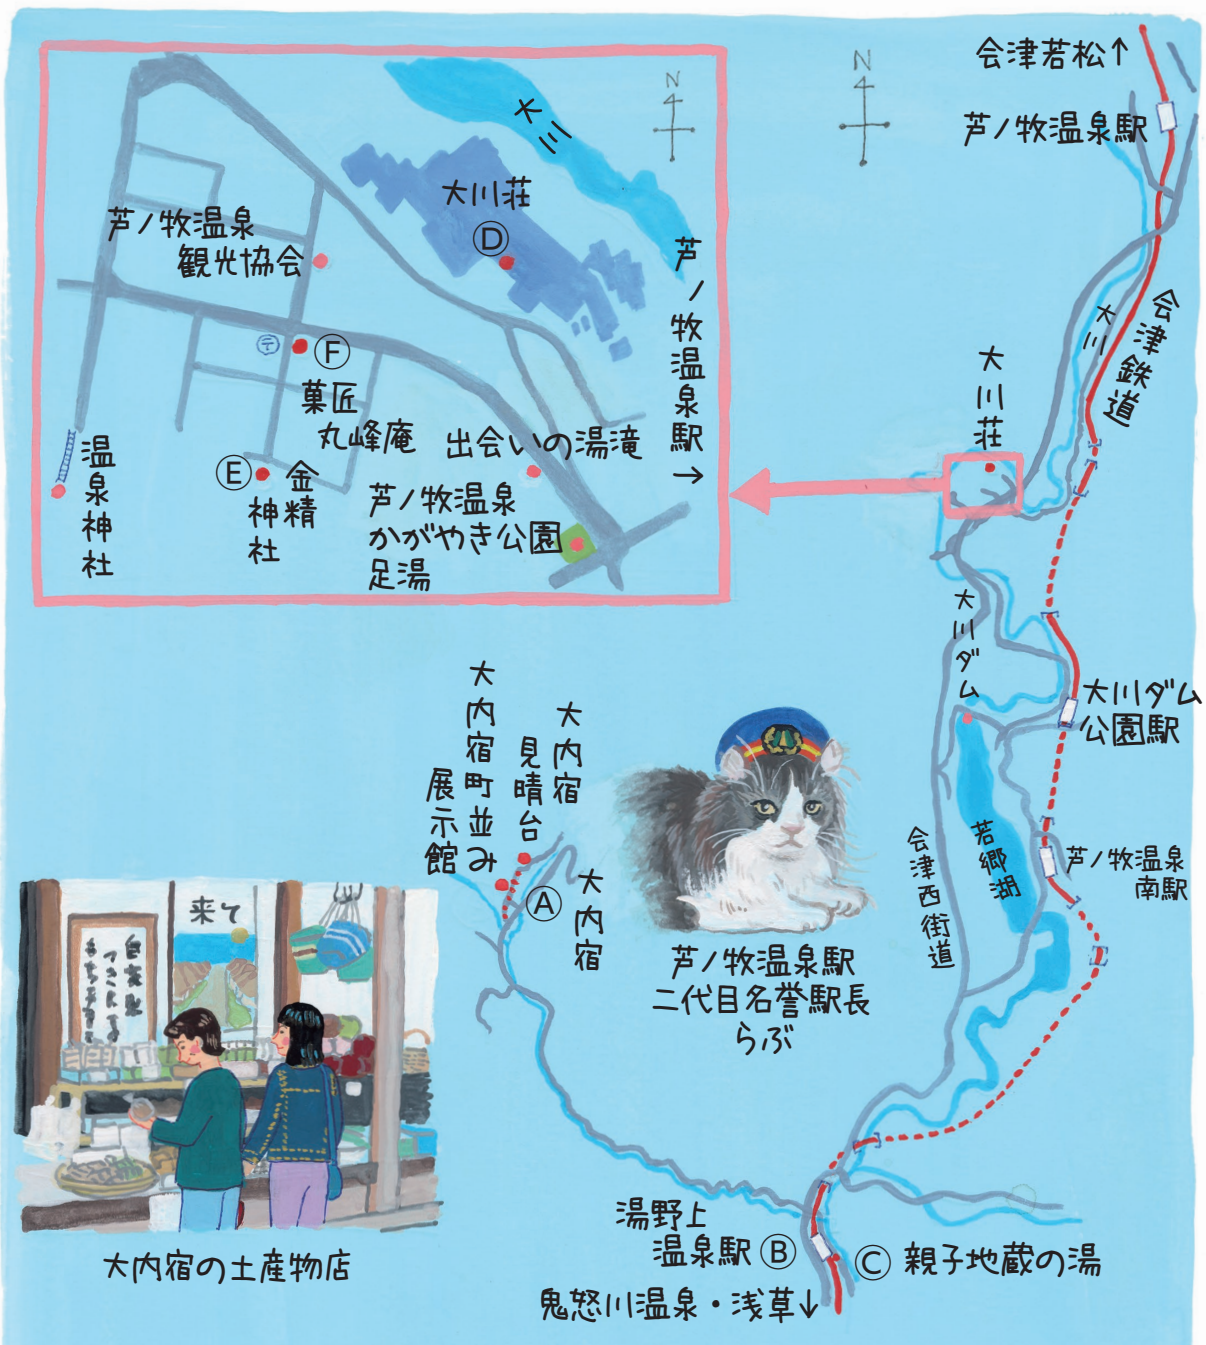 会津若松↑
芦ノ牧温泉駅
N
N
大川
大川荘
D
芦ノ牧温泉
観光協会
芦ノ牧温泉駅→
〒
F
菓匠
丸峰庵
出会いの湯滝
温泉神社
E
金精
神社
芦ノ牧温泉
かがやき公園
足湯
大川
会津鉄道
大川荘
大川ダム
大川ダム
公園駅
大内宿
見晴台
大内宿町並み
展示館
A
大内宿
若郷湖
会津西街道
芦ノ牧温泉
南駅
芦ノ牧温泉駅
二代目名誉駅長
らぶ
来て
大内宿の土産物店
湯野上
温泉駅
B
C
親子地蔵の湯
鬼怒川温泉・浅草↓